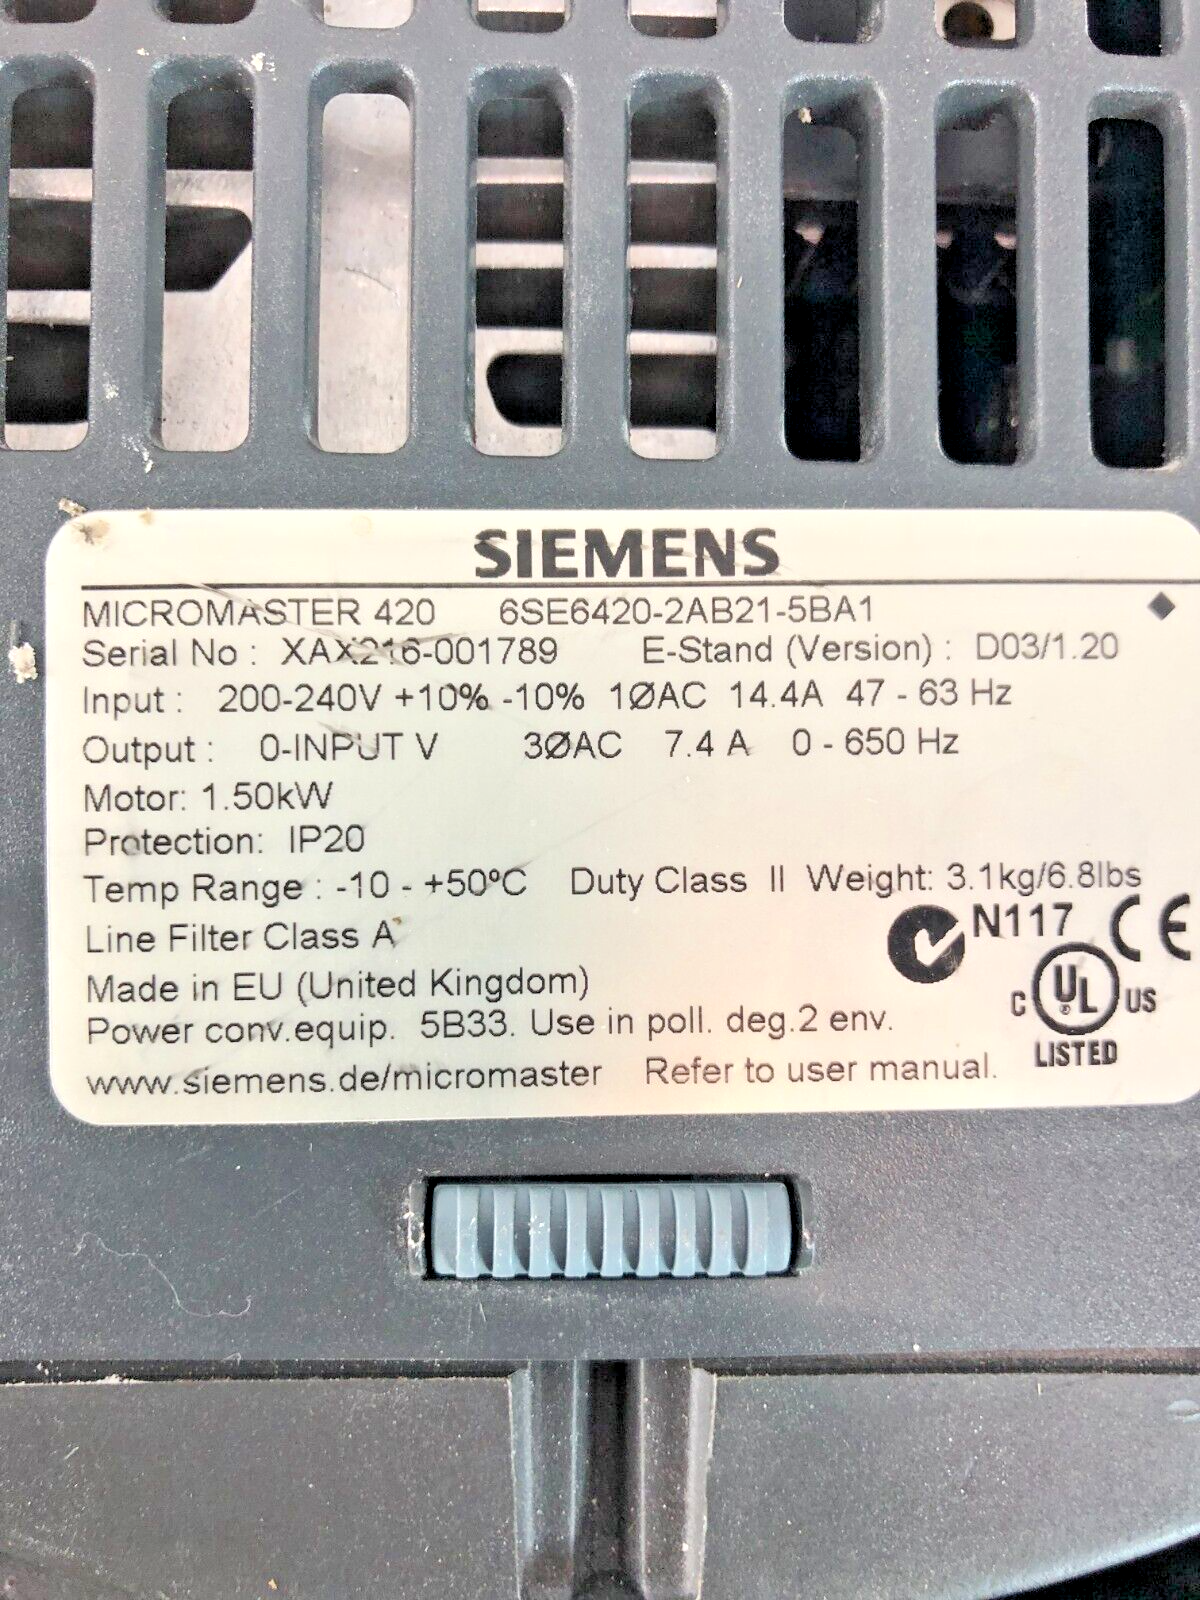 SIEMENS
MICROMASTER 420 6SE6420-2AB21-5BA1
Serial No : XAX216-001789 E-Stand (Version) : D03/1.20
Input : 200-240V +10% -10% 1ØAC 14.4A 47 - 63 Hz
Output : 0-INPUT V 3ØAC 7.4 A 0 - 650 Hz
Motor: 1.50kW
Protection: IP20
Temp Range : -10 - +50ºC Duty Class II Weight: 3.1kg/6.8lbs
Line Filter Class A N117 CE
Made in EU (United Kingdom) C UL ® US
Power conv.equip. 5B33. Use in poll. deg.2 env. LISTED
www.siemens.de/micromaster Refer to user manual.